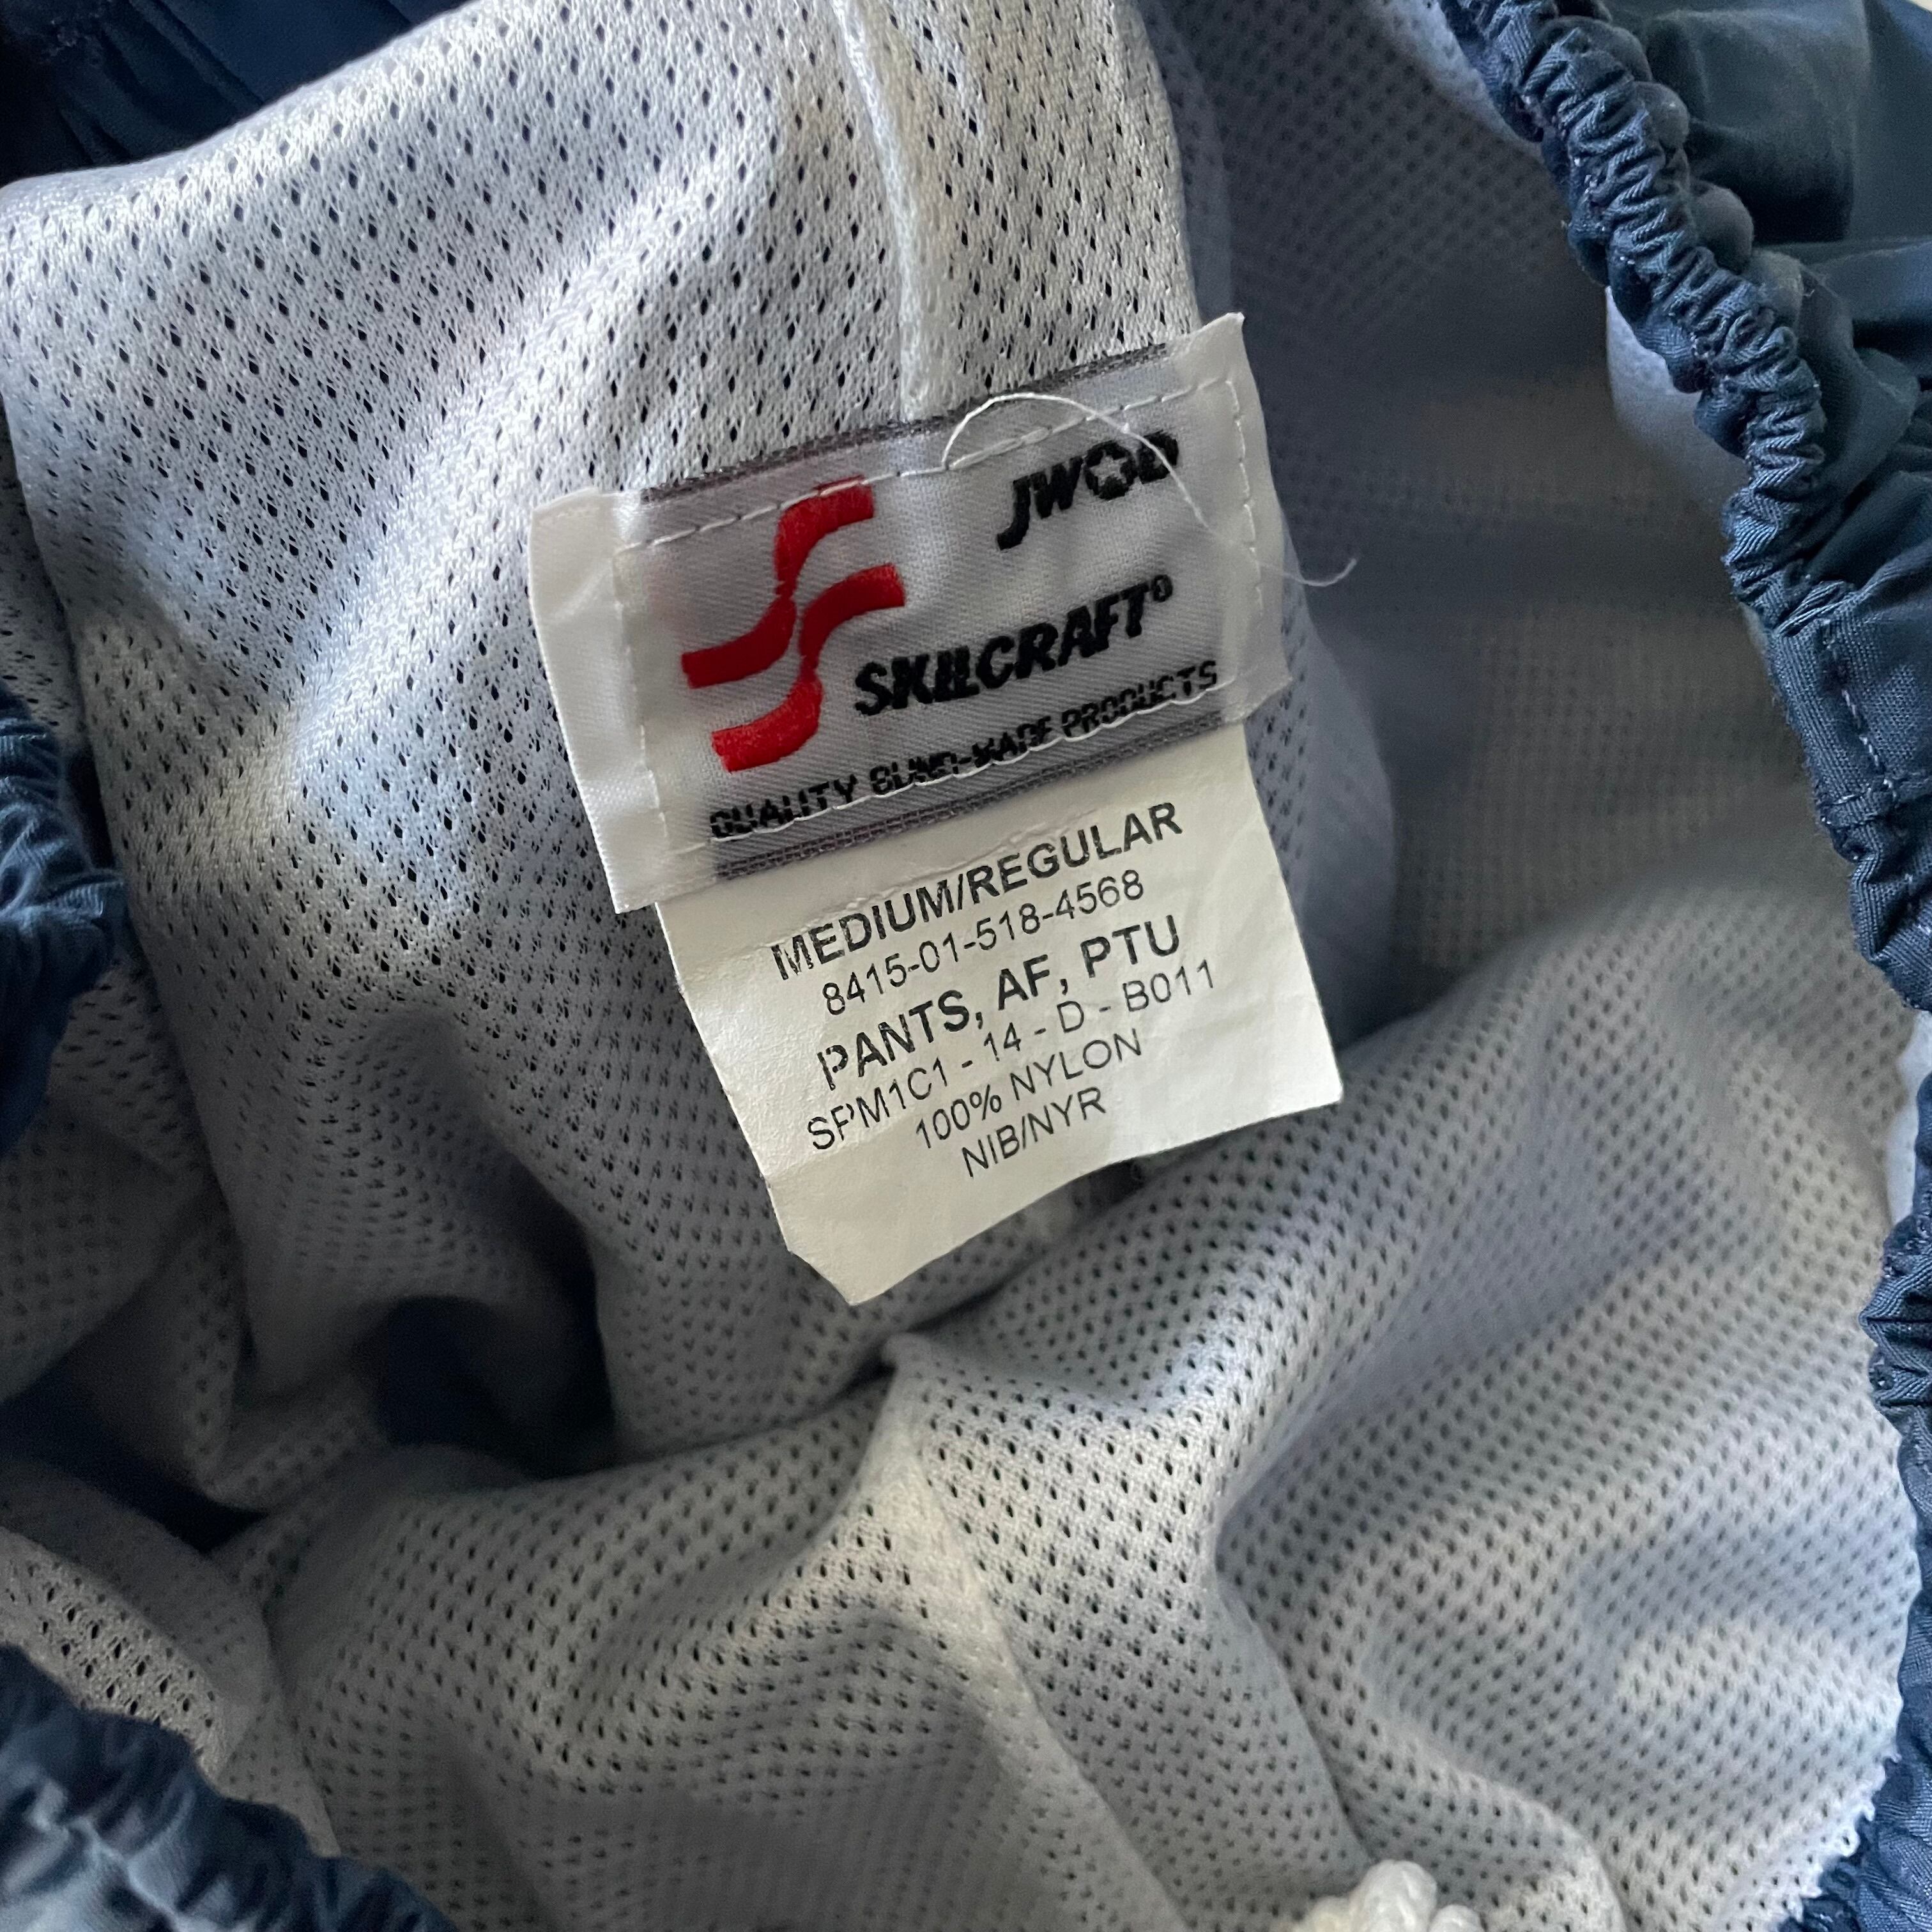 JWOD
SKILCRAFT®
QUALITY BLIND-MADE PRODUCTS
MEDIUM/REGULAR
8415-01-518-4568
PANTS, AF, PTU
SPM1C1 - 14 - D - B011
100% NYLON
NIB/NYR